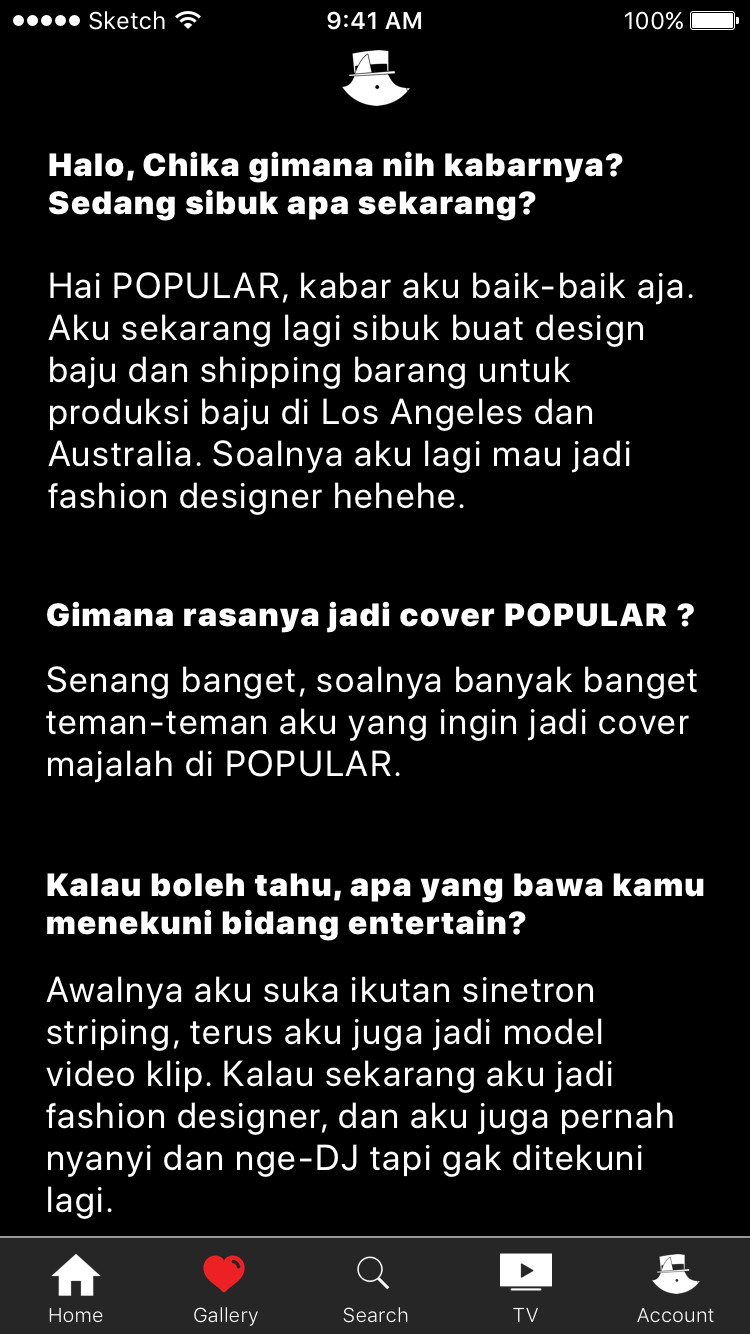 Sketch 9:41 AM 100%
Halo, Chika gimana nih kabarnya?
Sedang sibuk apa sekarang?
Hai POPULAR, kabar aku baik-baik aja.
Aku sekarang lagi sibuk buat design
baju dan shipping barang untuk
produksi baju di Los Angeles dan
Australia. Soalnya aku lagi mau jadi
fashion designer hehehe.
Gimana rasanya jadi cover POPULAR ?
Senang banget, soalnya banyak banget
teman-teman aku yang ingin jadi cover
majalah di POPULAR.
Kalau boleh tahu, apa yang bawa kamu
menekuni bidang entertain?
Awalnya aku suka ikutan sinetron
striping, terus aku juga jadi model
video klip. Kalau sekarang aku jadi
fashion designer, dan aku juga pernah
nyanyi dan nge-DJ tapi gak ditekuni
lagi.
Home Gallery Search TV Account